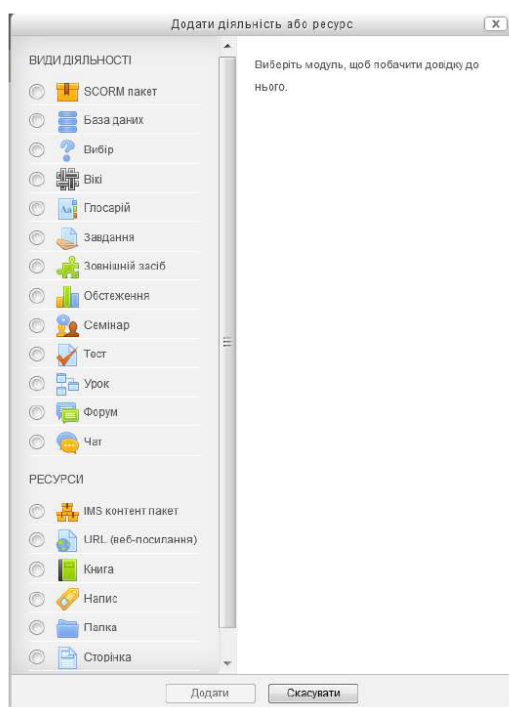 Додати діяльність або ресурс
ВИДИ ДІЯЛЬНОСТІ
SCORM пакет
База даних
Вибір
Вікі
Глосарій
Завдання
Зовнішній засіб
Обстеження
Семінар
Тест
Урок
Форум
Чат
РЕСУРСИ
IMS контент пакет
URL (веб-посилання)
Книга
Напис
Папка
Сторінка
Виберіть модуль, щоб побачити довідку до
нього.
Додати
Скасувати